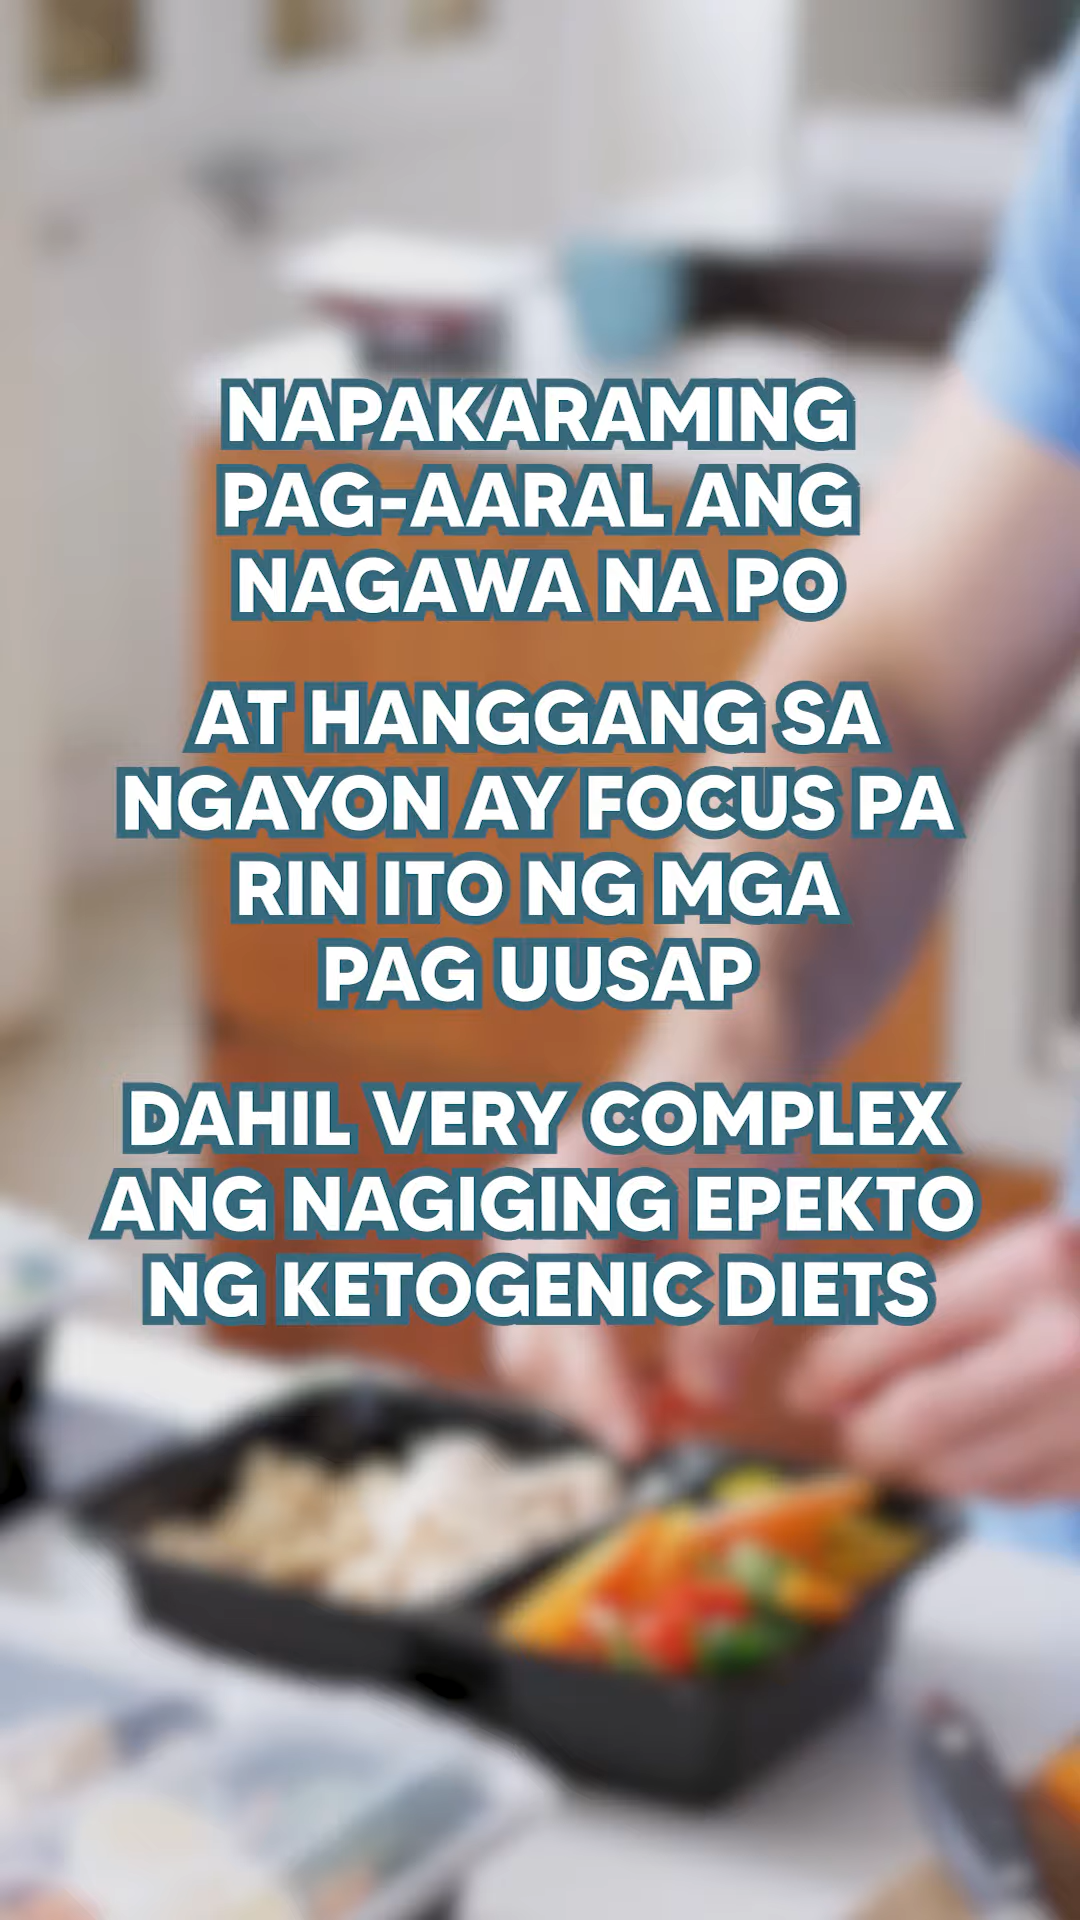 NAPAKARAMING
PAG-AARAL ANG
NAGAWA NA PO
AT HANGGANG SA
NGAYON AY FOCUS PA
RIN ITO NG MGA
PAG UUSAP
DAHIL VERY COMPLEX
ANG NAGIGING EPEKTO
NG KETOGENIC DIETS